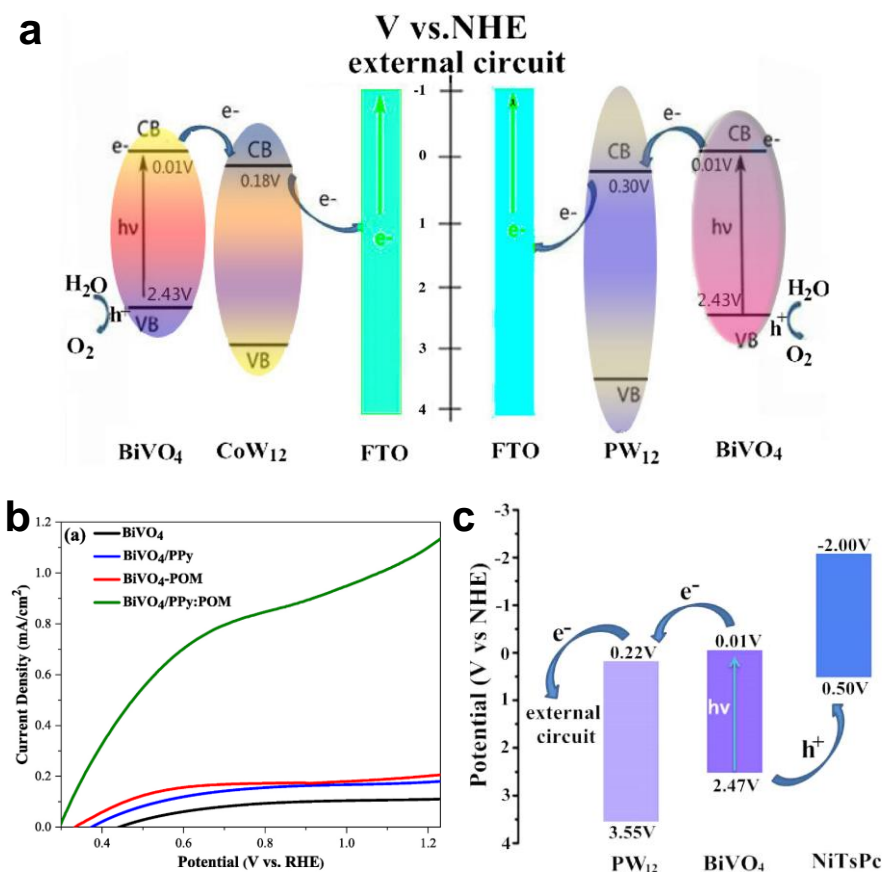 a
V vs.NHE
external circuit
-1
0
1
2
3
4
CB
e-
0.01V
hν
2.43V
VB
H₂O
h⁺
O₂
e-
CB
0.18V
VB
e-
e-
e-
e-
CB
0.30V
VB
e-
CB
e-
0.01V
hν
2.43V
VB
H₂O
h⁺
O₂
BiVO₄ CoW₁₂ FTO FTO PW₁₂ BiVO₄
b
(a)
BiVO₄
BiVO₄/PPy
BiVO₄-POM
BiVO₄/PPy:POM
Current Density (mA/cm²)
1.2
1.0
0.8
0.6
0.4
0.2
0.0
0.4 0.6 0.8 1.0 1.2
Potential (V vs. RHE)
c
Potential (V vs NHE)
-3
-2
-1
0
1
2
3
4
-2.00V
e⁻
e⁻
0.22V
0.01V
external
circuit
hν
0.50V
h⁺
2.47V
3.55V
PW₁₂ BiVO₄ NiTsPc